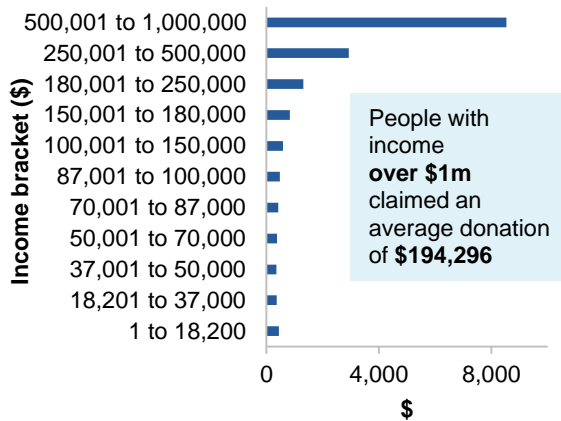 Income bracket ($)
500,001 to 1,000,000
250,001 to 500,000
180,001 to 250,000
150,001 to 180,000
100,001 to 150,000
87,001 to 100,000
70,001 to 87,000
50,001 to 70,000
37,001 to 50,000
18,201 to 37,000
1 to 18,200
People with
income
over $1m
claimed an
average donation
of $194,296
0
4,000
8,000
$